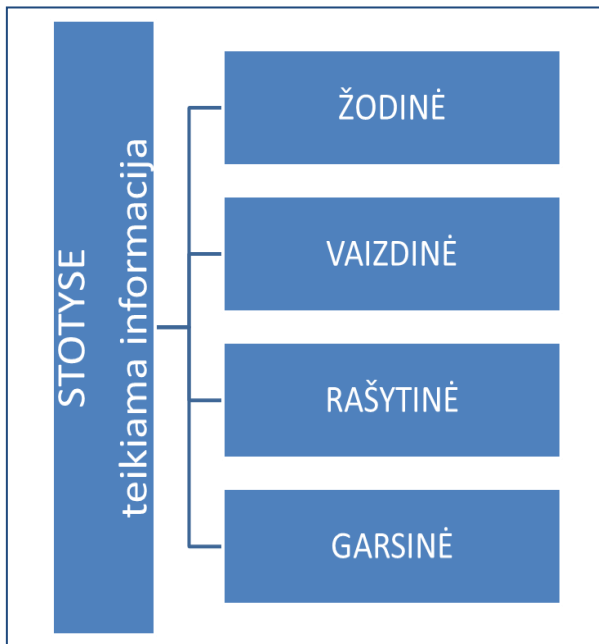 STOTYSE
teikiama informacija
ŽODINĖ
VAIZDINĖ
RAŠYTINĖ
GARSINĖ